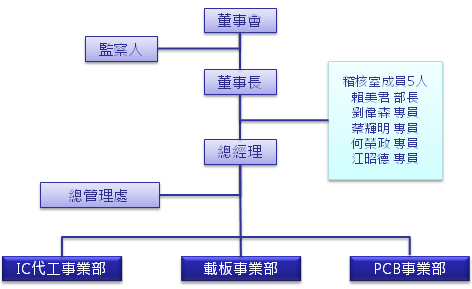 董事會
監察人
董事長
稽核室成員5人
賴美君 部長
劉偉森 專員
葉輝明 專員
何榮政 專員
江昭德 專員
總經理
總管理處
IC代工事業部
載板事業部
PCB事業部